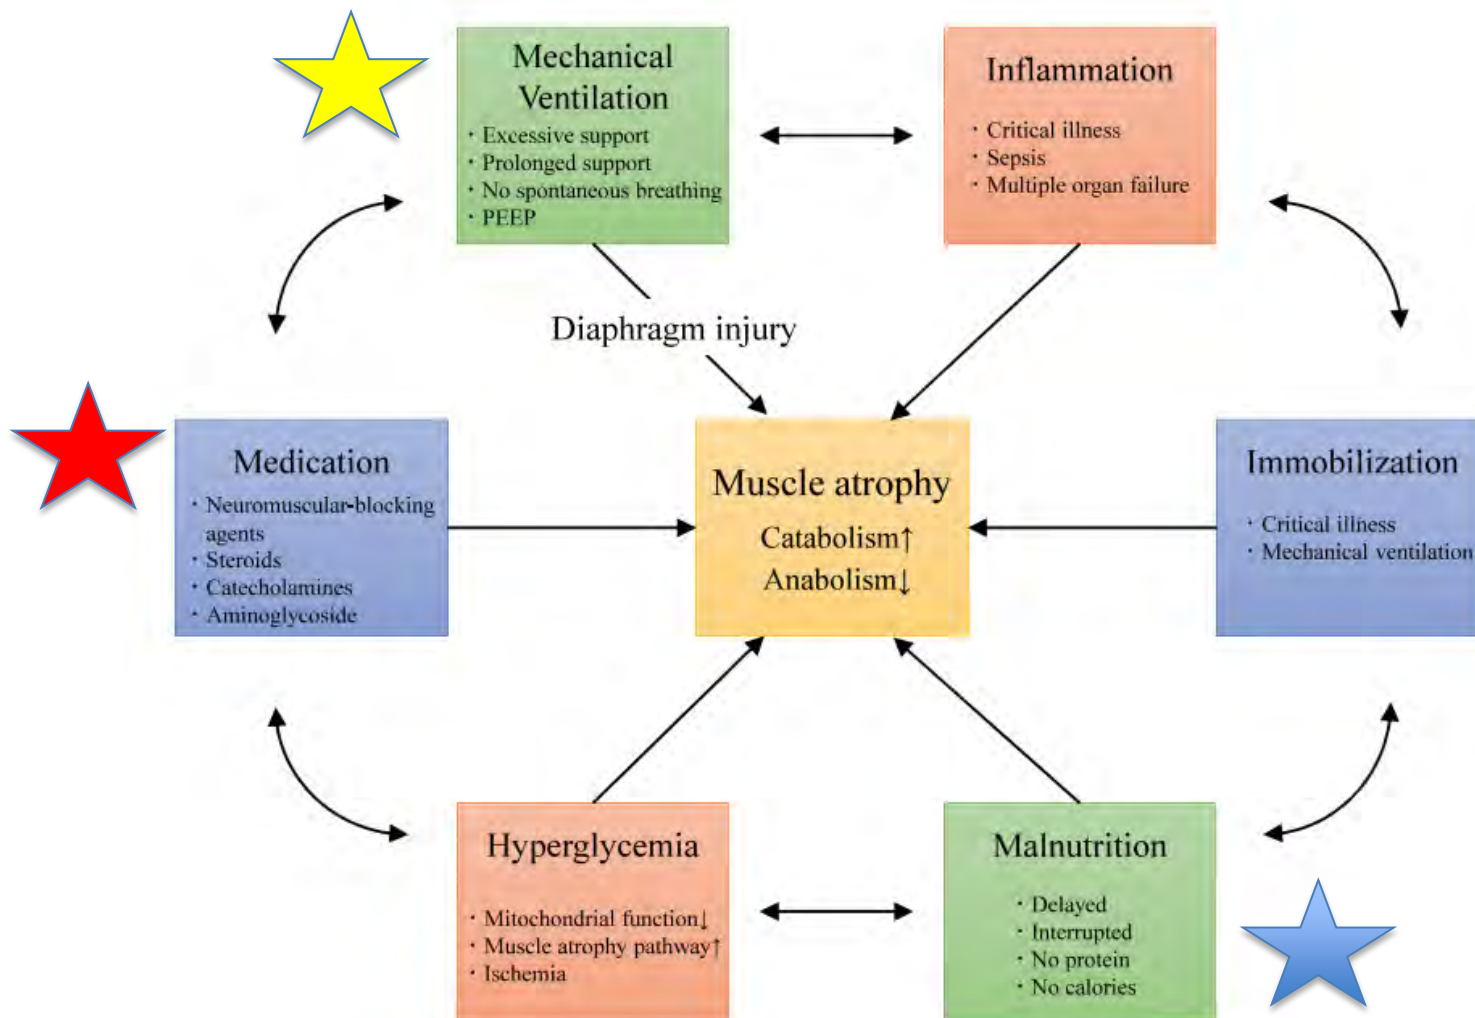 Mechanical
Ventilation
・Excessive support
・Prolonged support
・No spontaneous breathing
・PEEP
Inflammation
・Critical illness
・Sepsis
・Multiple organ failure
Diaphragm injury
Medication
・Neuromuscular-blocking
agents
・Steroids
・Catecholamines
・Aminoglycoside
Muscle atrophy
Catabolism↑
Anabolism↓
Immobilization
・Critical illness
・Mechanical ventilation
Hyperglycemia
・Mitochondrial function↓
・Muscle atrophy pathway↑
・Ischemia
Malnutrition
・Delayed
・Interrupted
・No protein
・No calories